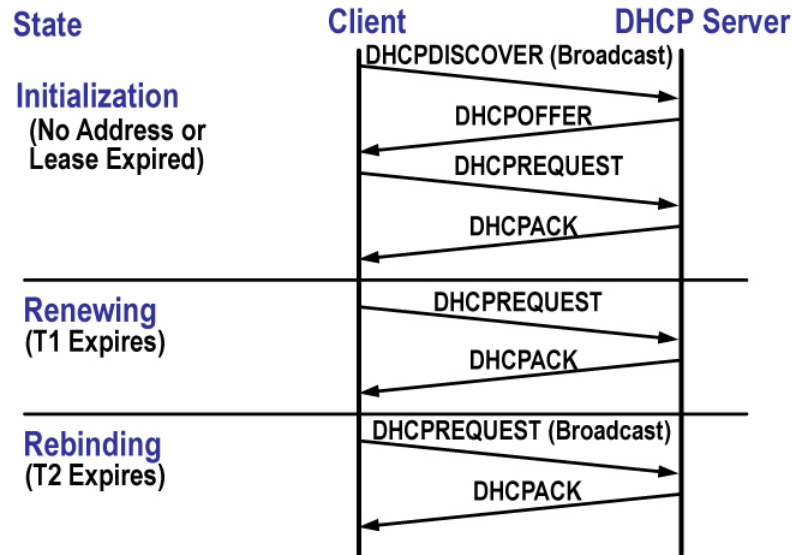 State
Client
DHCP Server
DHCPDISCOVER (Broadcast)
Initialization
(No Address or
Lease Expired)
DHCPOFFER
DHCPREQUEST
DHCPACK
Renewing
(T1 Expires)
DHCPREQUEST
DHCPACK
Rebinding
(T2 Expires)
DHCPREQUEST (Broadcast)
DHCPACK